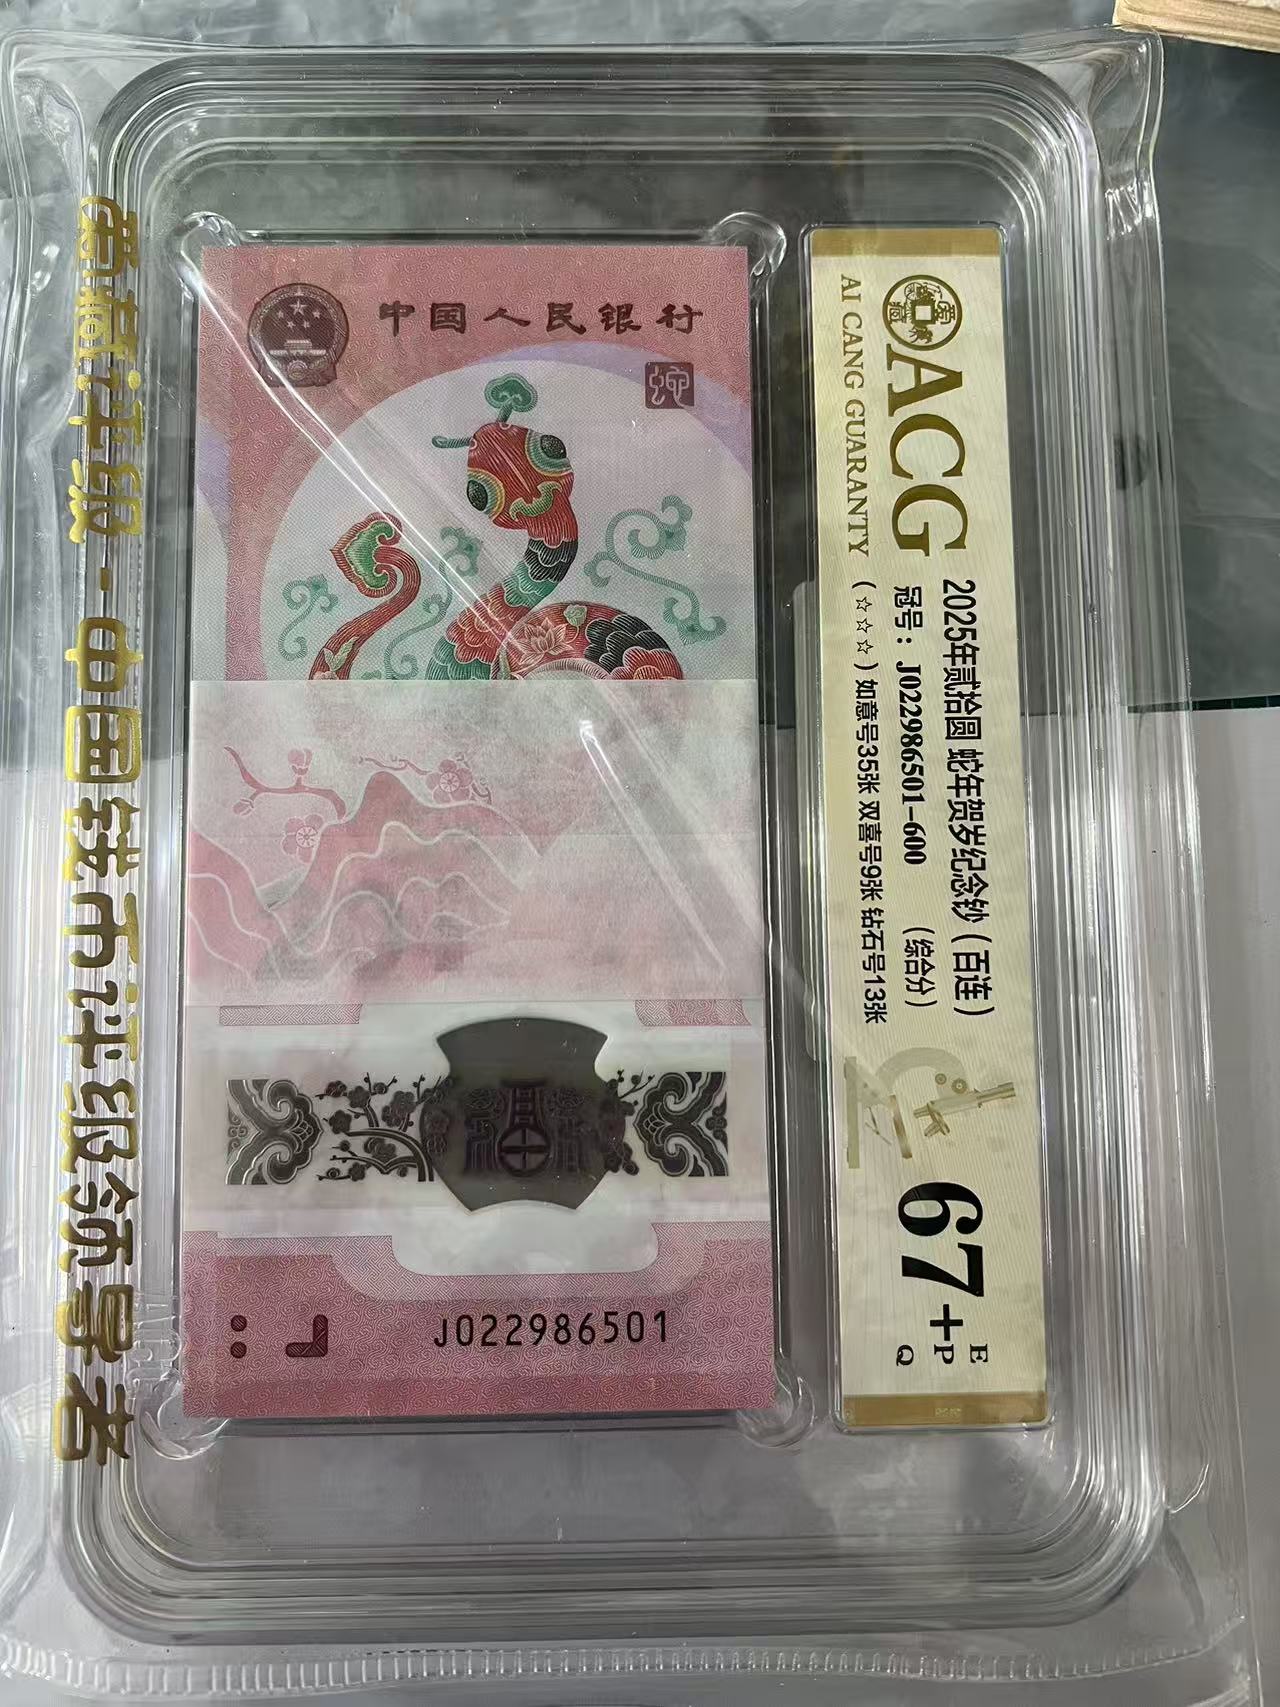 爱藏评级-中国钱币评级领导者
中国人民银行
蛇
J022986501
ACG
AI CANG GUARANTY
2025年贰拾圆 蛇年贺岁纪念钞（百连）
冠号：J022986501-600 （综合分）
（☆☆☆）如意号35张 双喜号9张 钻石号13张
67+
E
P
Q